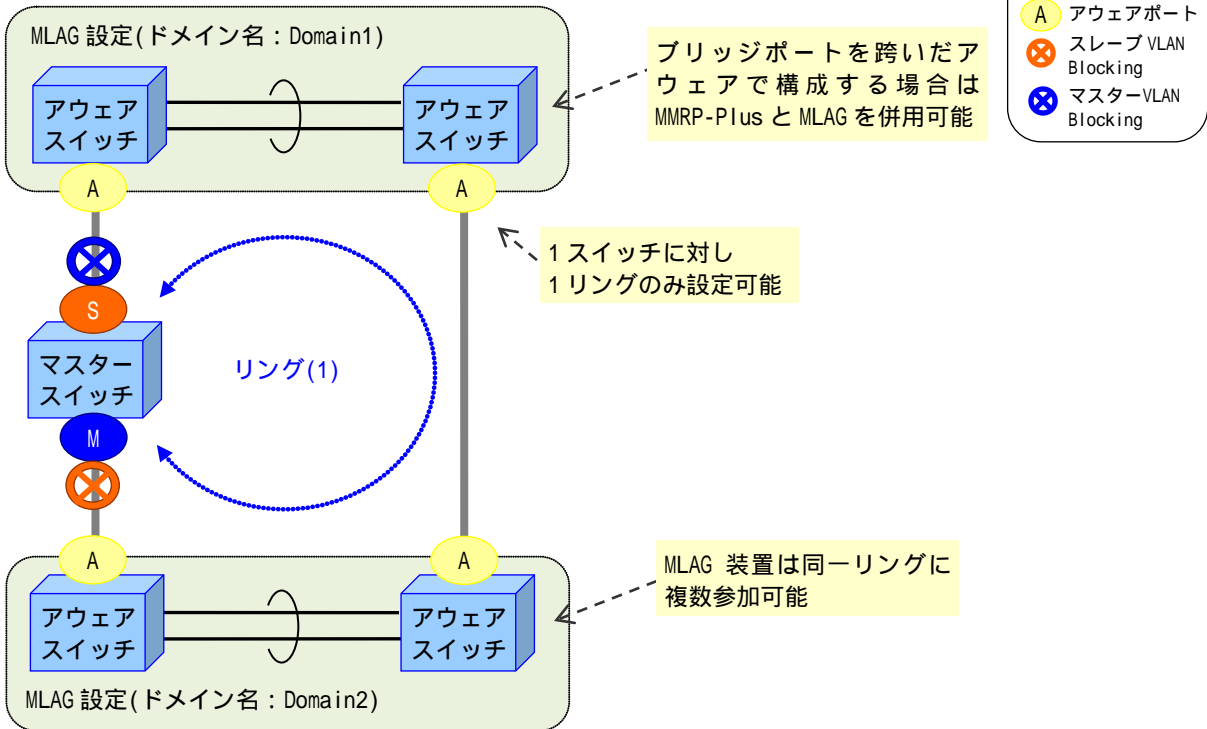 MLAG 設定(ドメイン名：Domain1)
アウェア
スイッチ
アウェア
スイッチ
ブリッジポートを跨いだア
ウェアで構成する場合は
MMRP-Plus と MLAG を併用可能
A アウェアポート
スレーブ VLAN
Blocking
マスターVLAN
Blocking
A
A
1 スイッチに対し
1 リングのみ設定可能
S
マスター
スイッチ
リング(1)
M
A
A
アウェア
スイッチ
アウェア
スイッチ
MLAG 装置は同一リングに
複数参加可能
MLAG 設定(ドメイン名：Domain2)